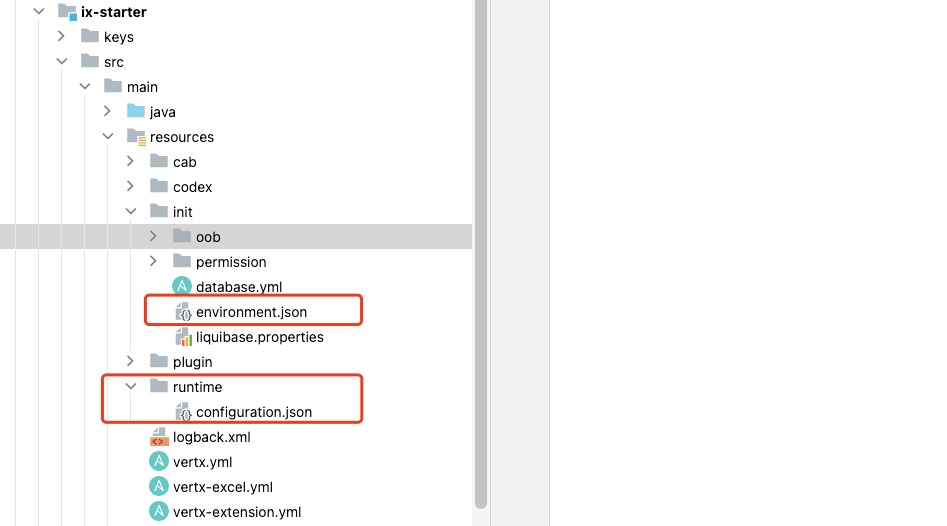 ix-starter
keys
src
main
java
resources
cab
codex
init
oob
permission
database.yml
environment.json
liquibase.properties
plugin
runtime
configuration.json
logback.xml
vertx.yml
vertx-excel.yml
vertx-extension.yml